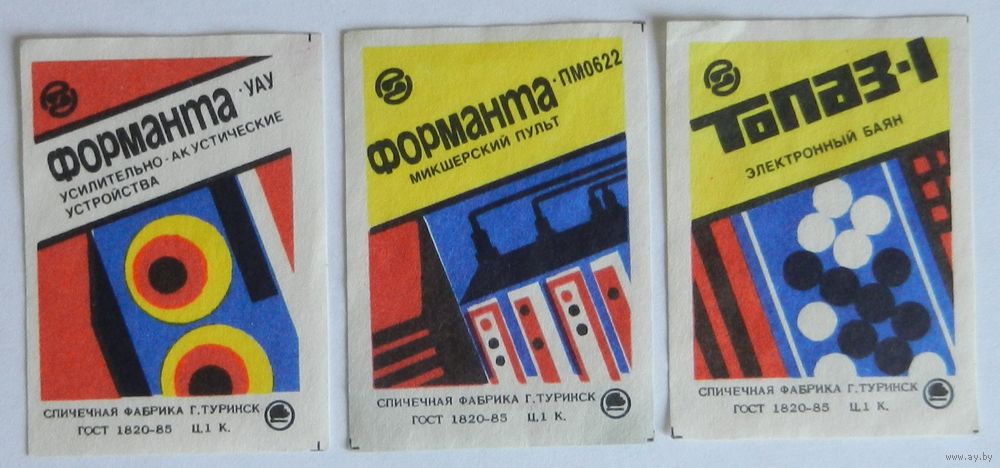 Форманта-УАУ
УСИЛИТЕЛЬНО-АКУСТИЧЕСКИЕ
УСТРОЙСТВА
СПИЧЕЧНАЯ ФАБРИКА Г.ТУРИНСК
ГОСТ 1820-85 Ц.1 К.
Форманта-ПМ0622
МИКШЕРСКИЙ ПУЛЬТ
СПИЧЕЧНАЯ ФАБРИКА Г.ТУРИНСК
ГОСТ 1820-85 Ц.1 К.
Топаз-1
ЭЛЕКТРОННЫЙ БАЯН
СПИЧЕЧНАЯ ФАБРИКА Г.ТУРИНСК
ГОСТ 1820-85 Ц.1 К.
www.ay.by